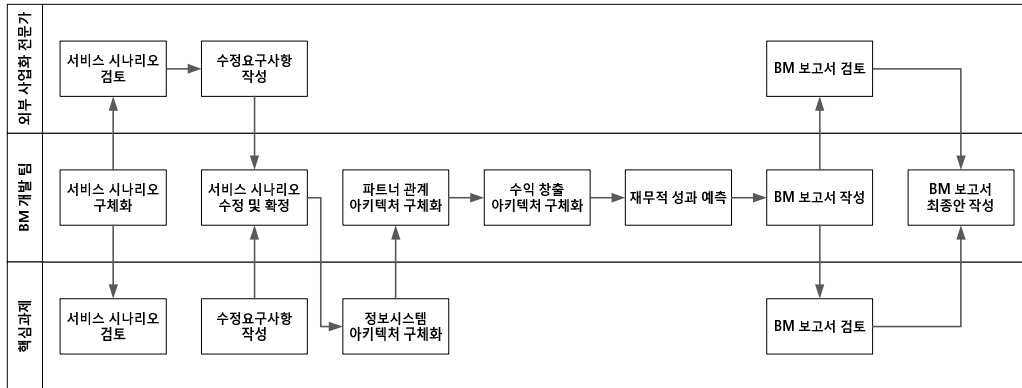 외부 사업화 전문가
서비스 시나리오
검토
수정요구사항
작성
BM 보고서 검토
BM 개발 팀
서비스 시나리오
구체화
서비스 시나리오
수정 및 확정
파트너 관계
아키텍처 구체화
수익 창출
아키텍처 구체화
재무적 성과 예측
BM 보고서 작성
BM 보고서
최종안 작성
핵심과제
서비스 시나리오
검토
수정요구사항
작성
정보시스템
아키텍처 구체화
BM 보고서 검토